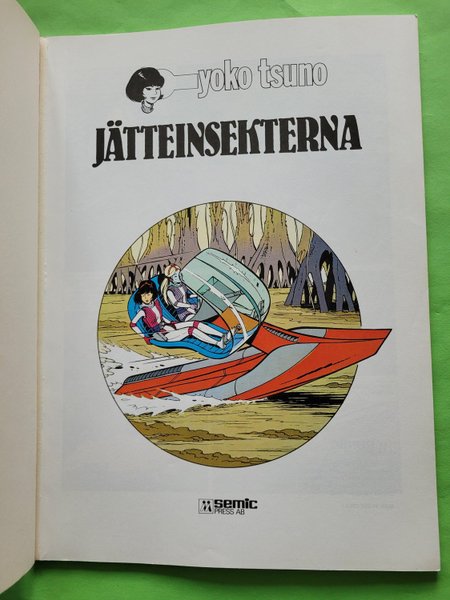 yoko tsuno
JÄTTEINSEKTERNA
semic
PRESS AB